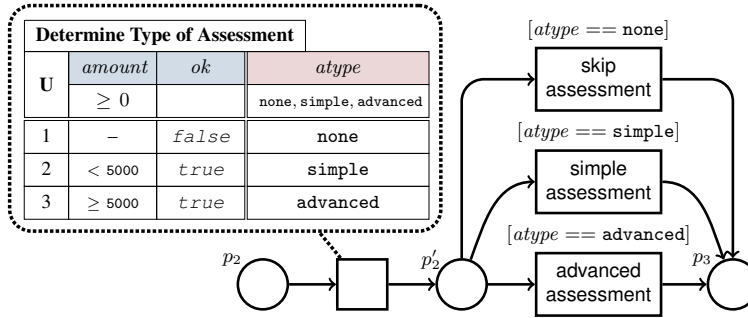 Determine Type of Assessment
U amount ok atype
≥ 0 none, simple, advanced
1 – false none
2 < 5000 true simple
3 ≥ 5000 true advanced
[atype == none]
skip
assessment
[atype == simple]
simple
assessment
[atype == advanced]
advanced
assessment
p₂
p′₂
p₃